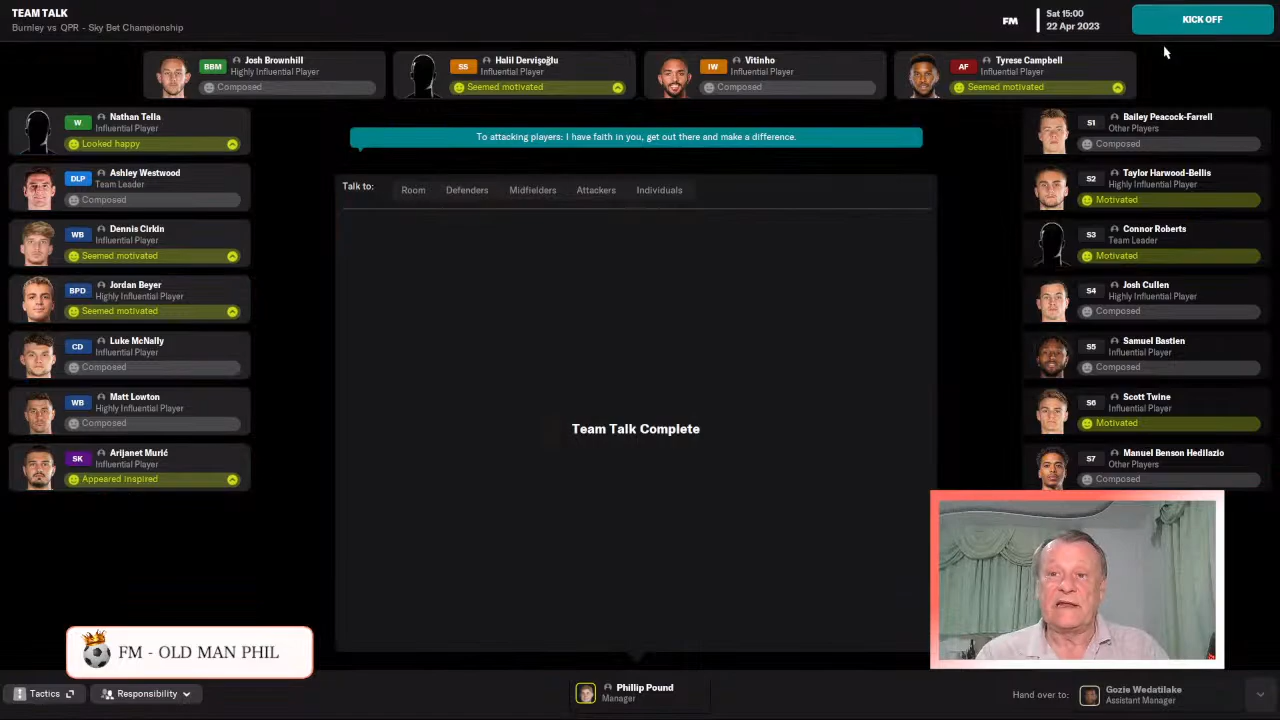 TEAM TALK
Burnley vs QPR - Sky Bet Championship
FM
Sat 15:00
22 Apr 2023
KICK OFF
BBM
Josh Brownhill
Highly Influential Player
Composed
SS
Halil Dervişoğlu
Influential Player
Seemed motivated
IW
Vitinho
Influential Player
Composed
AF
Tyrese Campbell
Influential Player
Seemed motivated
W
Nathan Tella
Influential Player
Looked happy
DLP
Ashley Westwood
Team Leader
Composed
WB
Dennis Cirkin
Influential Player
Seemed motivated
BPD
Jordan Beyer
Highly Influential Player
Seemed motivated
CD
Luke McNally
Influential Player
Composed
WB
Matt Lowton
Highly Influential Player
Composed
SK
Arijanet Murić
Influential Player
Appeared inspired
To attacking players: I have faith in you, get out there and make a difference.
Talk to: Room Defenders Midfielders Attackers Individuals
Team Talk Complete
S1
Bailey Peacock-Farrell
Other Players
Composed
S2
Taylor Harwood-Bellis
Highly Influential Player
Motivated
S3
Connor Roberts
Team Leader
Motivated
S4
Josh Cullen
Highly Influential Player
Composed
S5
Samuel Bastien
Influential Player
Composed
S6
Scott Twine
Influential Player
Motivated
S7
Manuel Benson Hedilazio
Other Players
Composed
FM - OLD MAN PHIL
Tactics
Responsibility
Phillip Pound
Manager
Hand over to:
Gozie Wedatilake
Assistant Manager